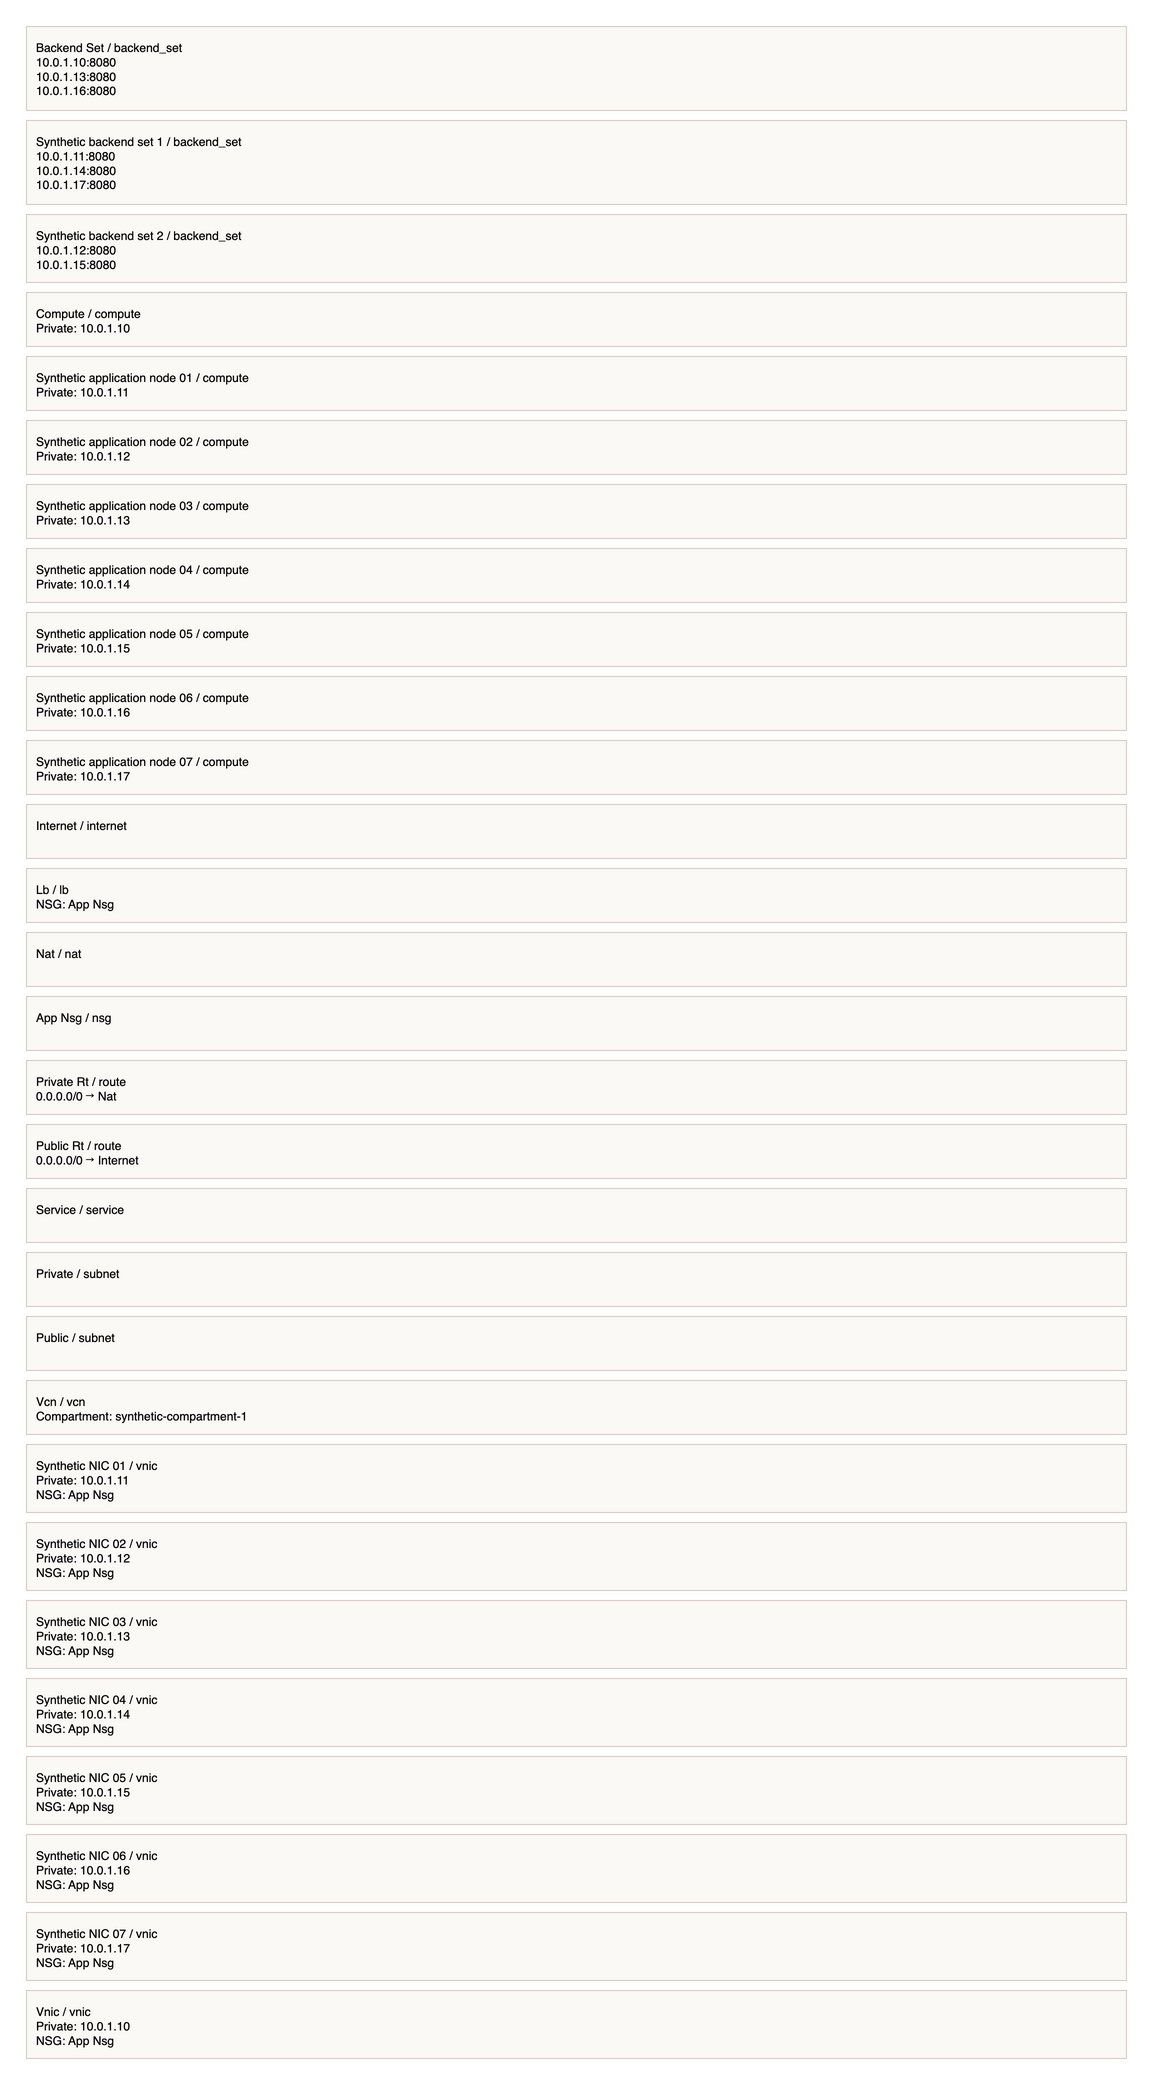 Backend Set / backend_set
10.0.1.10:8080
10.0.1.13:8080
10.0.1.16:8080
Synthetic backend set 1 / backend_set
10.0.1.11:8080
10.0.1.14:8080
10.0.1.17:8080
Synthetic backend set 2 / backend_set
10.0.1.12:8080
10.0.1.15:8080
Compute / compute
Private: 10.0.1.10
Synthetic application node 01 / compute
Private: 10.0.1.11
Synthetic application node 02 / compute
Private: 10.0.1.12
Synthetic application node 03 / compute
Private: 10.0.1.13
Synthetic application node 04 / compute
Private: 10.0.1.14
Synthetic application node 05 / compute
Private: 10.0.1.15
Synthetic application node 06 / compute
Private: 10.0.1.16
Synthetic application node 07 / compute
Private: 10.0.1.17
Internet / internet
Lb / lb
NSG: App Nsg
Nat / nat
App Nsg / nsg
Private Rt / route
0.0.0.0/0 → Nat
Public Rt / route
0.0.0.0/0 → Internet
Service / service
Private / subnet
Public / subnet
Vcn / vcn
Compartment: synthetic-compartment-1
Synthetic NIC 01 / vnic
Private: 10.0.1.11
NSG: App Nsg
Synthetic NIC 02 / vnic
Private: 10.0.1.12
NSG: App Nsg
Synthetic NIC 03 / vnic
Private: 10.0.1.13
NSG: App Nsg
Synthetic NIC 04 / vnic
Private: 10.0.1.14
NSG: App Nsg
Synthetic NIC 05 / vnic
Private: 10.0.1.15
NSG: App Nsg
Synthetic NIC 06 / vnic
Private: 10.0.1.16
NSG: App Nsg
Synthetic NIC 07 / vnic
Private: 10.0.1.17
NSG: App Nsg
Vnic / vnic
Private: 10.0.1.10
NSG: App Nsg